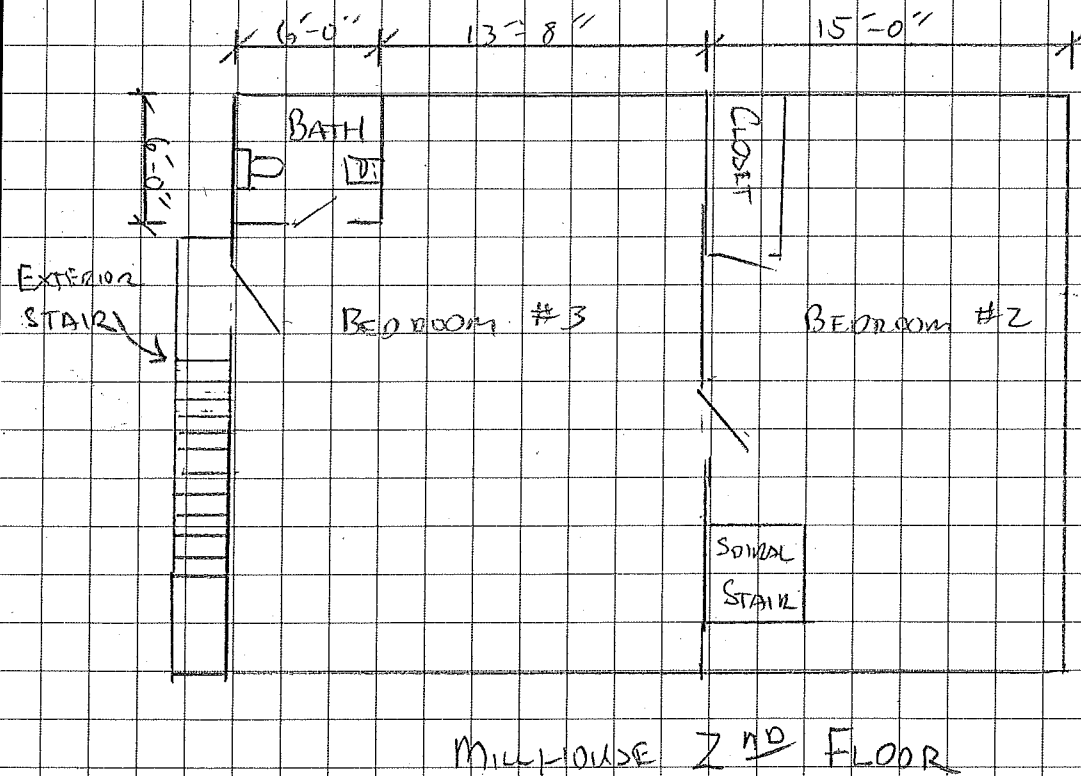 6'-0" 13'-8" 15'-0"
BATH
CLOSET
6'-0"
EXTERIOR
STAIR
BEDROOM #3
BEDROOM #2
SPIRAL
STAIR
MILLHOUSE 2ND FLOOR